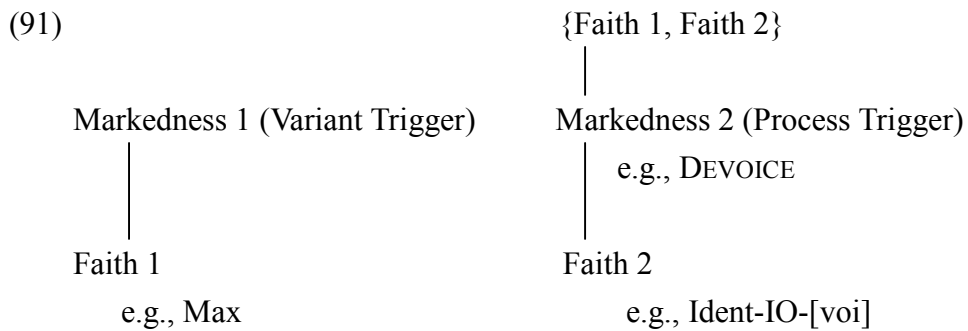 (91) {Faith 1, Faith 2}
Markedness 1 (Variant Trigger) Markedness 2 (Process Trigger)
e.g., DEVOICE
Faith 1 Faith 2
e.g., Max e.g., Ident-IO-[voi]